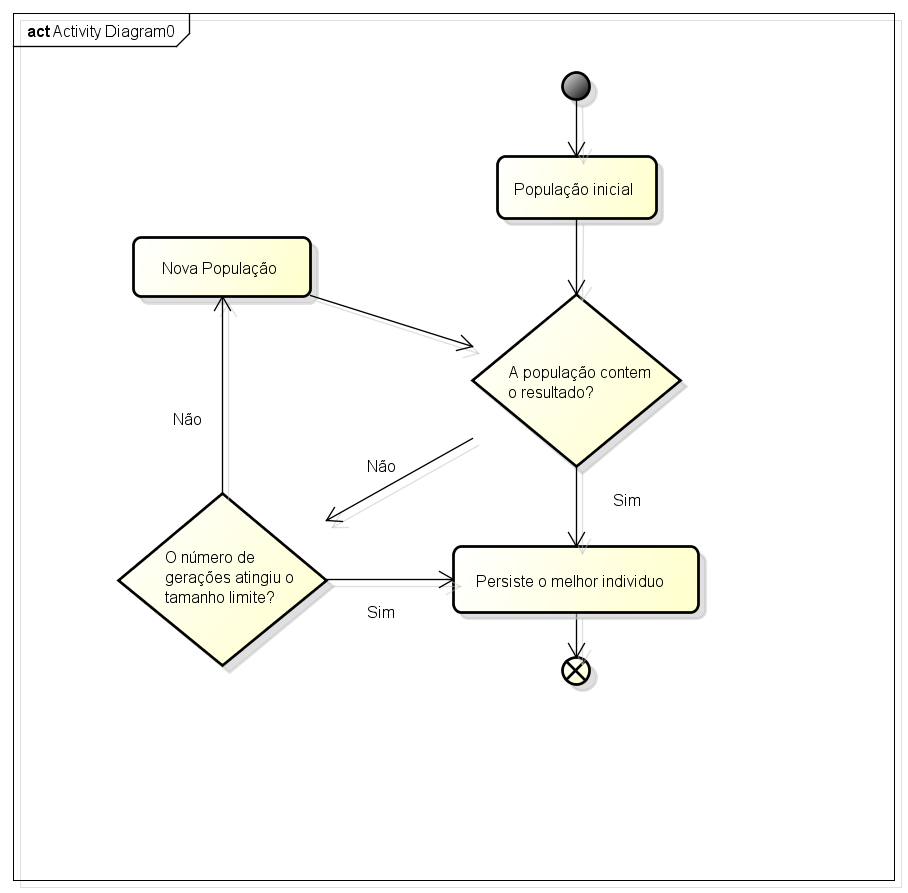 act Activity Diagram0
População inicial
Nova População
A população contem
o resultado?
Não
Não
Sim
O número de
gerações atingiu o
tamanho limite?
Persiste o melhor individuo
Sim